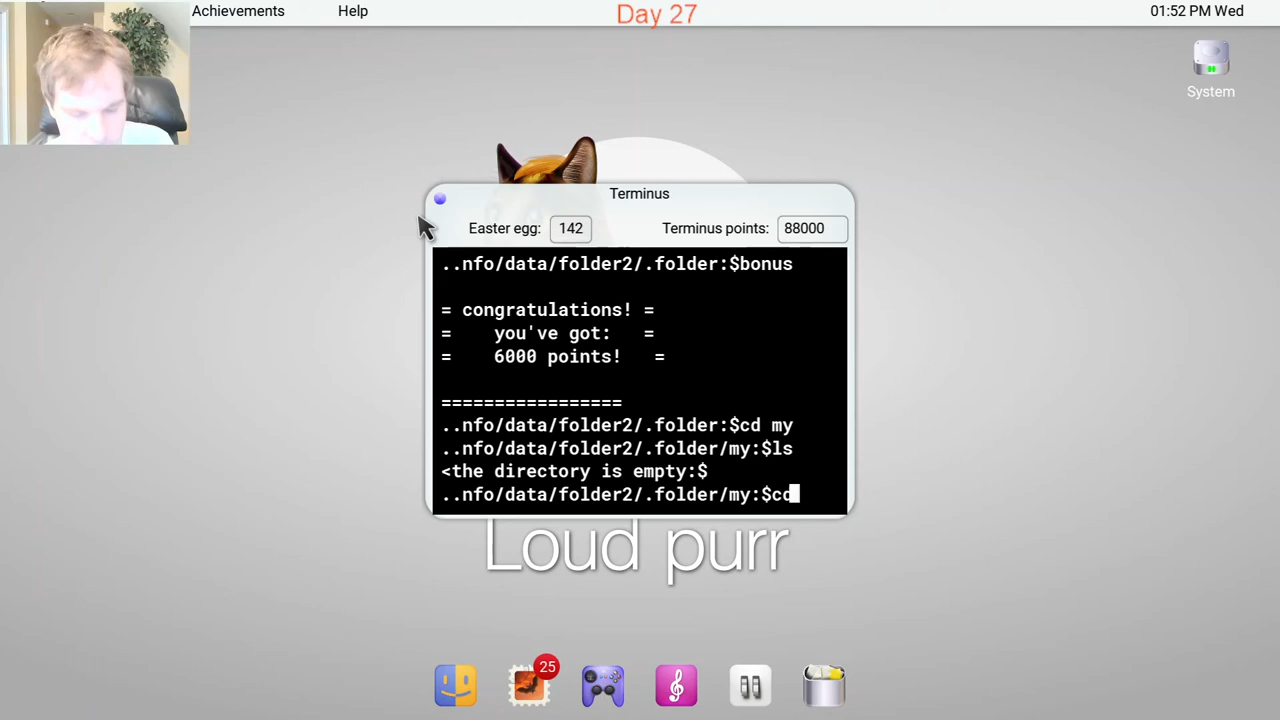 Achievements Help Day 27 01:52 PM Wed
System
Terminus
Easter egg: 142 Terminus points: 88000
..nfo/data/folder2/.folder:$bonus
= congratulations! =
= you've got: =
= 6000 points! =
================
..nfo/data/folder2/.folder:$cd my
..nfo/data/folder2/.folder/my:$ls
<the directory is empty:$
..nfo/data/folder2/.folder/my:$cd
Loud purr
25